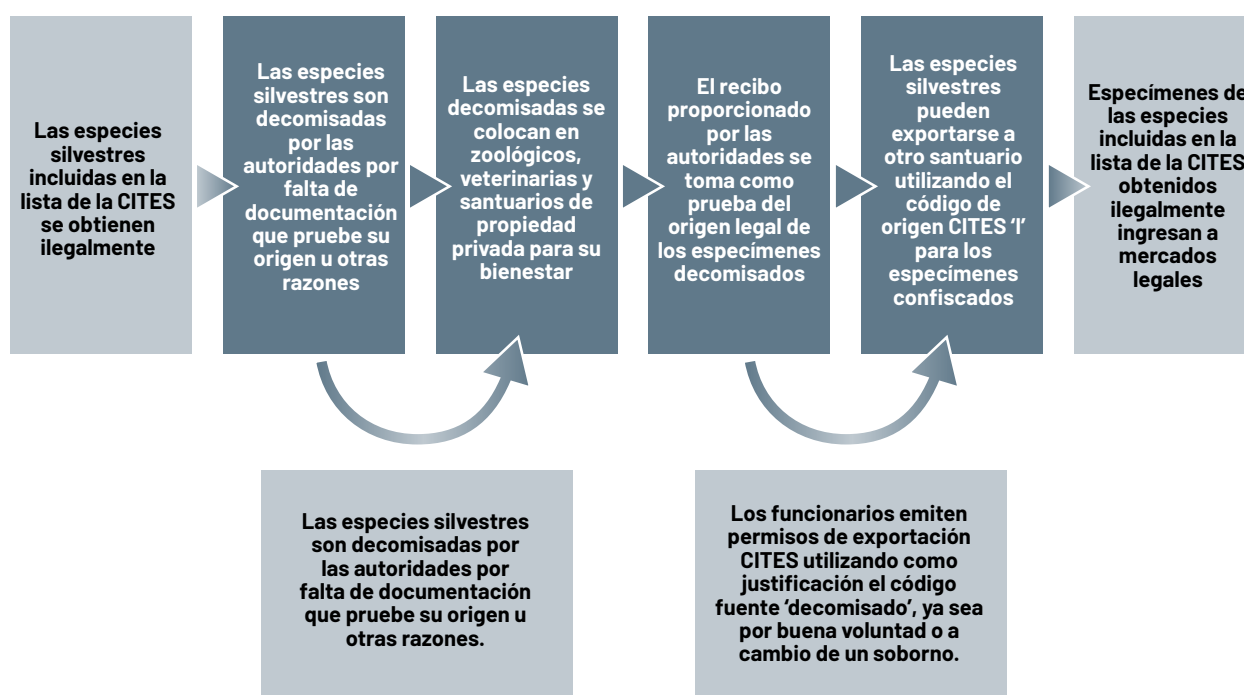 Las especies
silvestres
incluidas en la
lista de la CITES
se obtienen
ilegalmente
Las especies
silvestres son
decomisadas
por las
autoridades por
falta de
documentación
que pruebe su
origen u otras
razones
Las especies
decomisadas se
colocan en
zoológicos,
veterinarias y
santuarios de
propiedad
privada para su
bienestar
El recibo
proporcionado
por las
autoridades se
toma como
prueba del
origen legal de
los especímenes
decomisados
Las especies
silvestres
pueden
exportarse a
otro santuario
utilizando el
código de
origen CITES ‘I’
para los
especímenes
confiscados
Especímenes de
las especies
incluidas en la
lista de la CITES
obtenidos
ilegalmente
ingresan a
mercados
legales
Las especies silvestres
son decomisadas por
las autoridades por
falta de documentación
que pruebe su origen u
otras razones.
Los funcionarios emiten
permisos de exportación
CITES utilizando como
justificación el código
fuente ‘decomisado’, ya sea
por buena voluntad o a
cambio de un soborno.